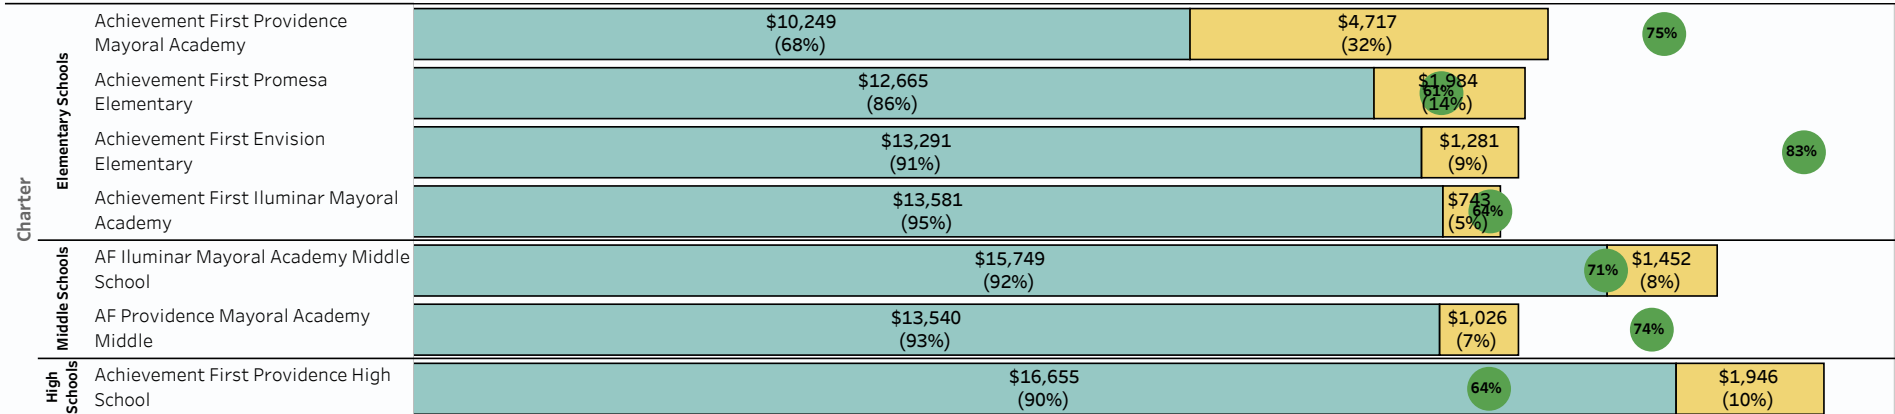 Charter
Elementary Schools
Achievement First Providence
Mayoral Academy
$10,249
(68%)
$4,717
(32%)
75%
Achievement First Promesa
Elementary
$12,665
(86%)
$1,984
(14%)
61%
Achievement First Envision
Elementary
$13,291
(91%)
$1,281
(9%)
83%
Achievement First Iluminar Mayoral
Academy
$13,581
(95%)
$743
(5%)
64%
Middle Schools
AF Iluminar Mayoral Academy Middle
School
$15,749
(92%)
71%
$1,452
(8%)
AF Providence Mayoral Academy
Middle
$13,540
(93%)
$1,026
(7%)
74%
High
Schools
Achievement First Providence High
School
$16,655
(90%)
64%
$1,946
(10%)